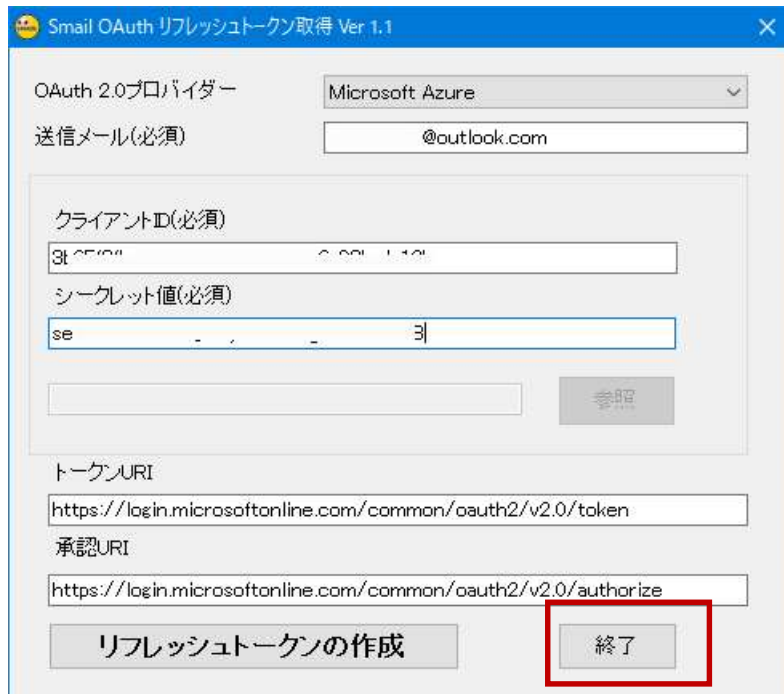 Smail OAuth リフレッシュトークン取得 Ver 1.1
OAuth 2.0プロバイダー
Microsoft Azure
送信メール(必須)
@outlook.com
クライアントID(必須)
シークレット値(必須)
se
参照
トークンURI
https://login.microsoftonline.com/common/oauth2/v2.0/token
承認URI
https://login.microsoftonline.com/common/oauth2/v2.0/authorize
リフレッシュトークンの作成
終了